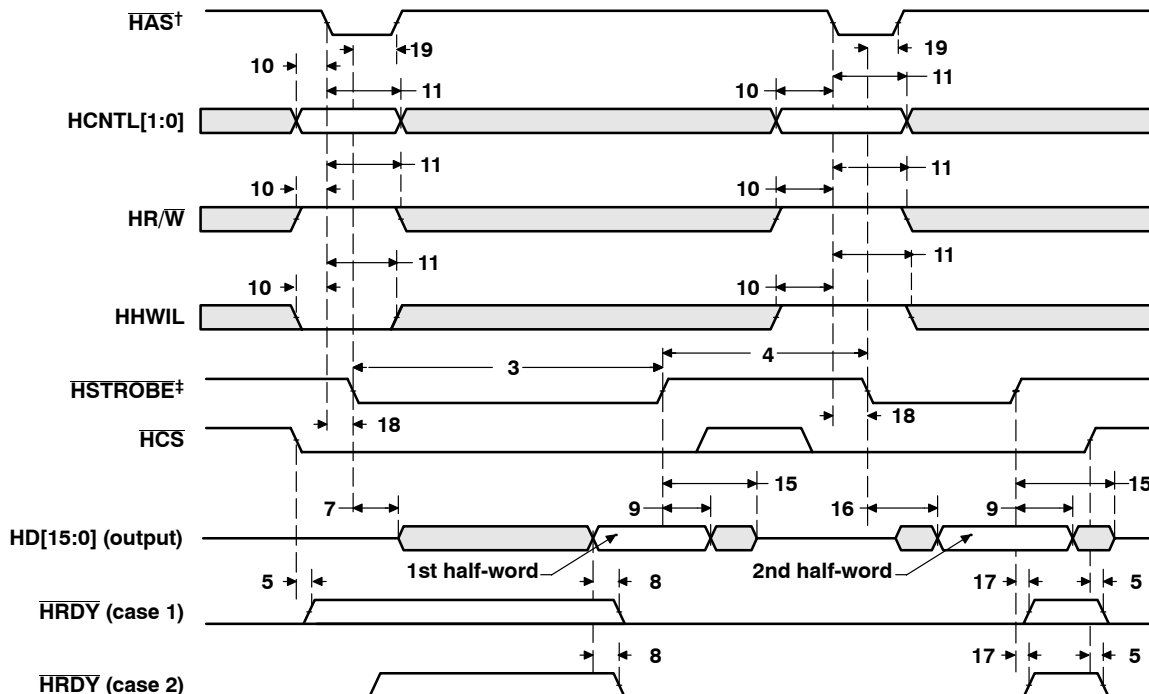 HAS†
19
19
10
11
10
11
HCNTL[1:0]
11
11
10
10
HR/W
11
11
10
10
HHWIL
3
4
HSTROBE‡
18
18
HCS
15
15
7
9
16
9
HD[15:0] (output)
1st half-word
2nd half-word
5
8
17
5
HRDY (case 1)
8
17
5
HRDY (case 2)